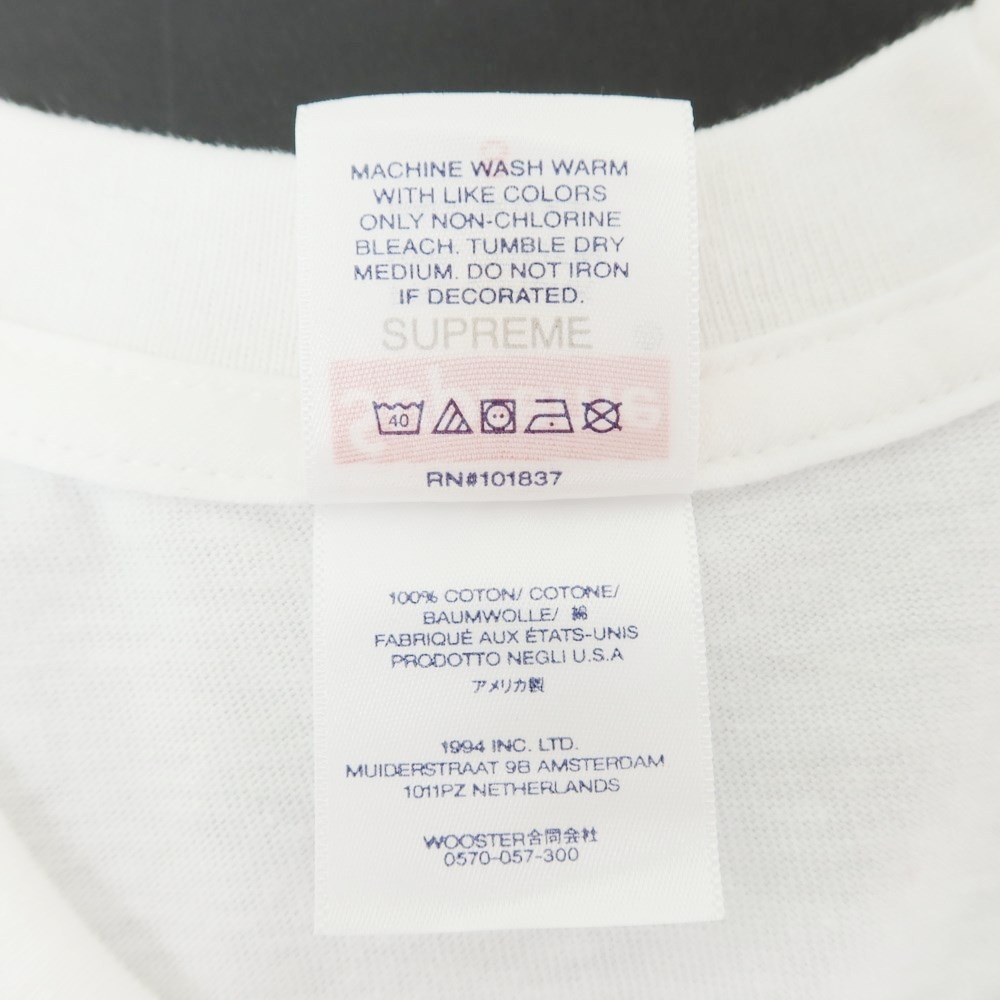 MACHINE WASH WARM
WITH LIKE COLORS
ONLY NON-CHLORINE
BLEACH. TUMBLE DRY
MEDIUM. DO NOT IRON
IF DECORATED.
SUPREME
Supreme
40
RN#101837
100% COTON/ COTONE/
BAUMWOLLE/ 綿
FABRIQUÉ AUX ÉTATS-UNIS
PRODOTTO NEGLI U.S.A
アメリカ製
1994 INC. LTD.
MUIDERSTRAAT 9B AMSTERDAM
1011PZ NETHERLANDS
WOOSTER合同会社
0570-057-300